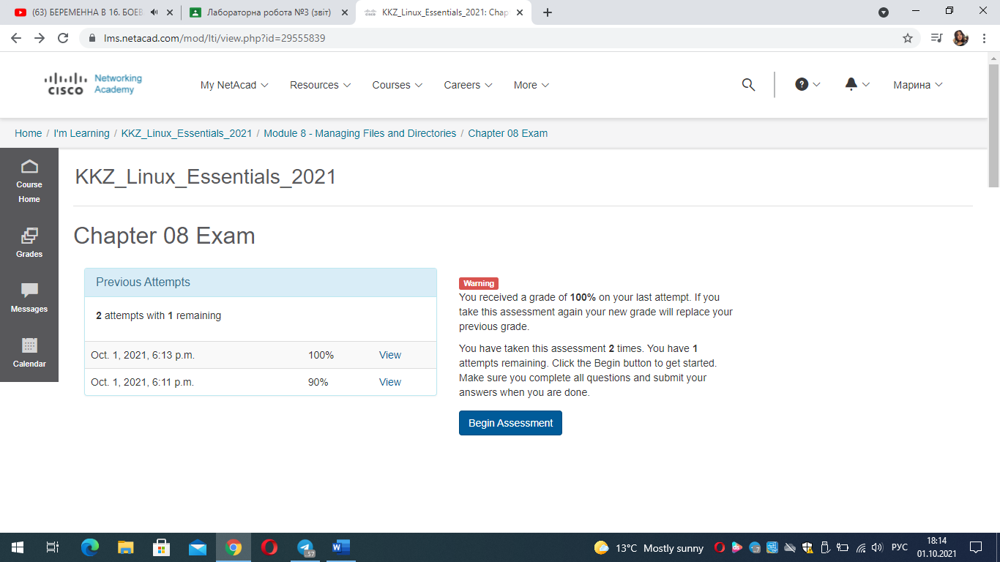 (63) БЕРЕМЕННА В 16. БОЕВ
Лабораторна робота №3 (звіт)
KKZ_Linux_Essentials_2021: Chap
lms.netacad.com/mod/lti/view.php?id=29555839
cisco Networking Academy
My NetAcad Resources Courses Careers More Марина
Home / I'm Learning / KKZ_Linux_Essentials_2021 / Module 8 - Managing Files and Directories / Chapter 08 Exam
Course
Home
Grades
Messages
Calendar
KKZ_Linux_Essentials_2021
Chapter 08 Exam
Previous Attempts
2 attempts with 1 remaining
Oct. 1, 2021, 6:13 p.m. 100% View
Oct. 1, 2021, 6:11 p.m. 90% View
Warning
You received a grade of 100% on your last attempt. If you
take this assessment again your new grade will replace your
previous grade.
You have taken this assessment 2 times. You have 1
attempts remaining. Click the Begin button to get started.
Make sure you complete all questions and submit your
answers when you are done.
Begin Assessment
57
13°C Mostly sunny
РУС
18:14
01.10.2021